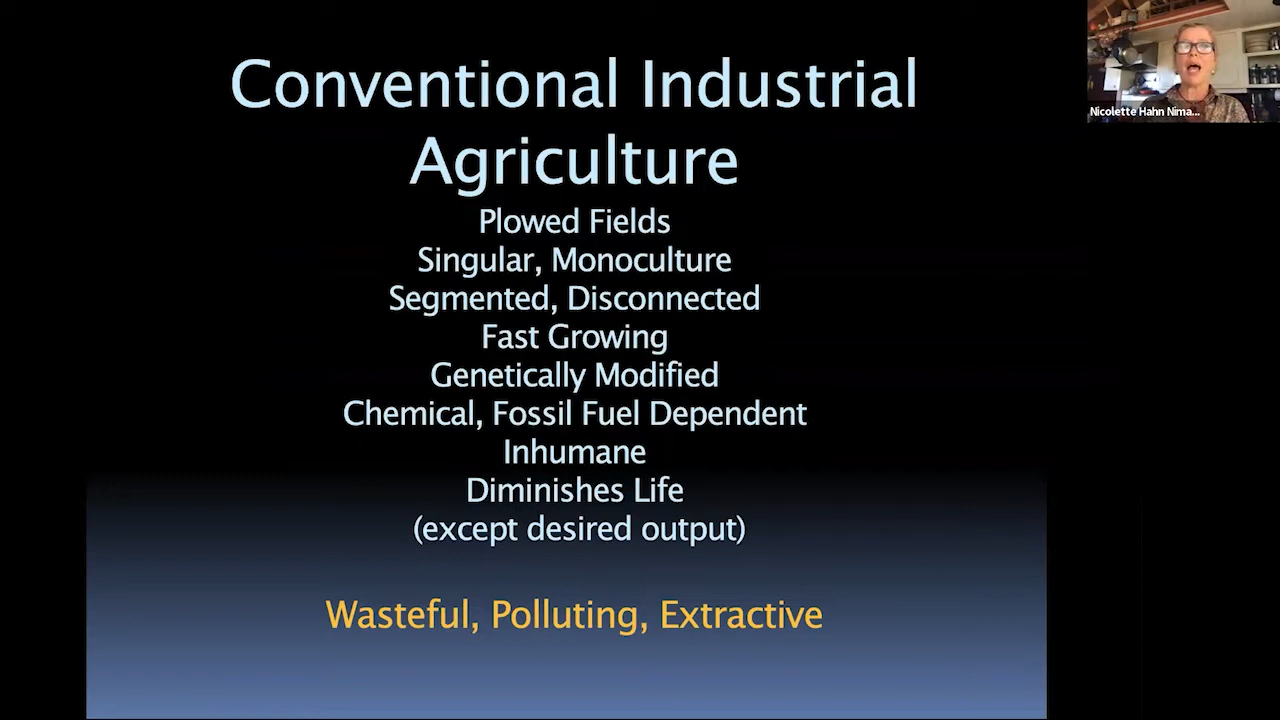 Conventional Industrial
Agriculture
Plowed Fields
Singular, Monoculture
Segmented, Disconnected
Fast Growing
Genetically Modified
Chemical, Fossil Fuel Dependent
Inhumane
Diminishes Life
(except desired output)
Wasteful, Polluting, Extractive
Nicolette Hahn Nima...